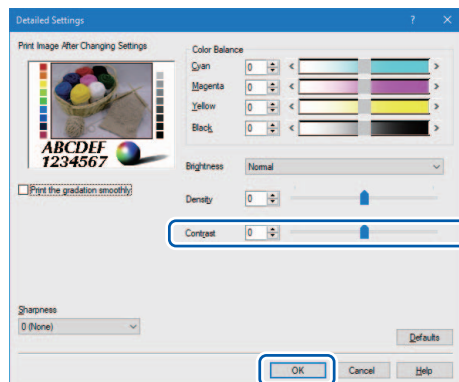 Detailed Settings
Print Image After Changing Settings
ABCDEF
1234567
Print the gradation smoothly
Color Balance
Cyan 0
Magenta 0
Yellow 0
Black 0
Brightness Normal
Density 0
Contrast 0
Sharpness
0 (None)
Defaults
OK Cancel Help